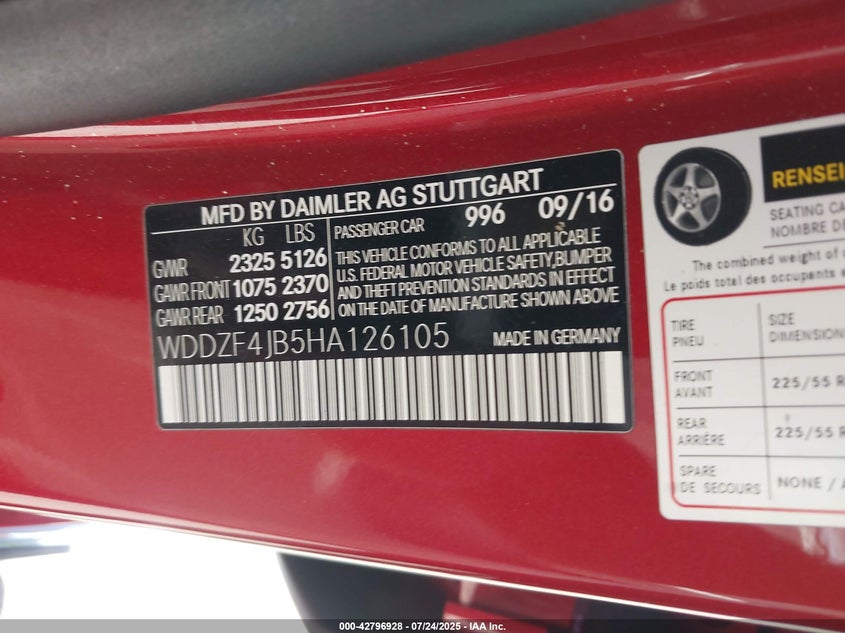 MFD BY DAIMLER AG STUTTGART
KG LBS
GVWR 2325 5126
GAWR FRONT 1075 2370
GAWR REAR 1250 2756
PASSENGER CAR 996 09/16
THIS VEHICLE CONFORMS TO ALL APPLICABLE
U.S. FEDERAL MOTOR VEHICLE SAFETY,BUMPER
AND THEFT PREVENTION STANDARDS IN EFFECT
ON THE DATE OF MANUFACTURE SHOWN ABOVE
WDDZF4JB5HA126105 MADE IN GERMANY
RENSEI
SEATING CA
NOMBRE DE
The combined weight of
Le poids total des occupants e
TIRE
PNEU
SIZE
DIMENSIONS
FRONT
AVANT
225/55 R
REAR
ARRIÈRE
225/55 R
SPARE
DE SECOURS
NONE / A
000-42796928 - 07/24/2025 - IAA, Inc.